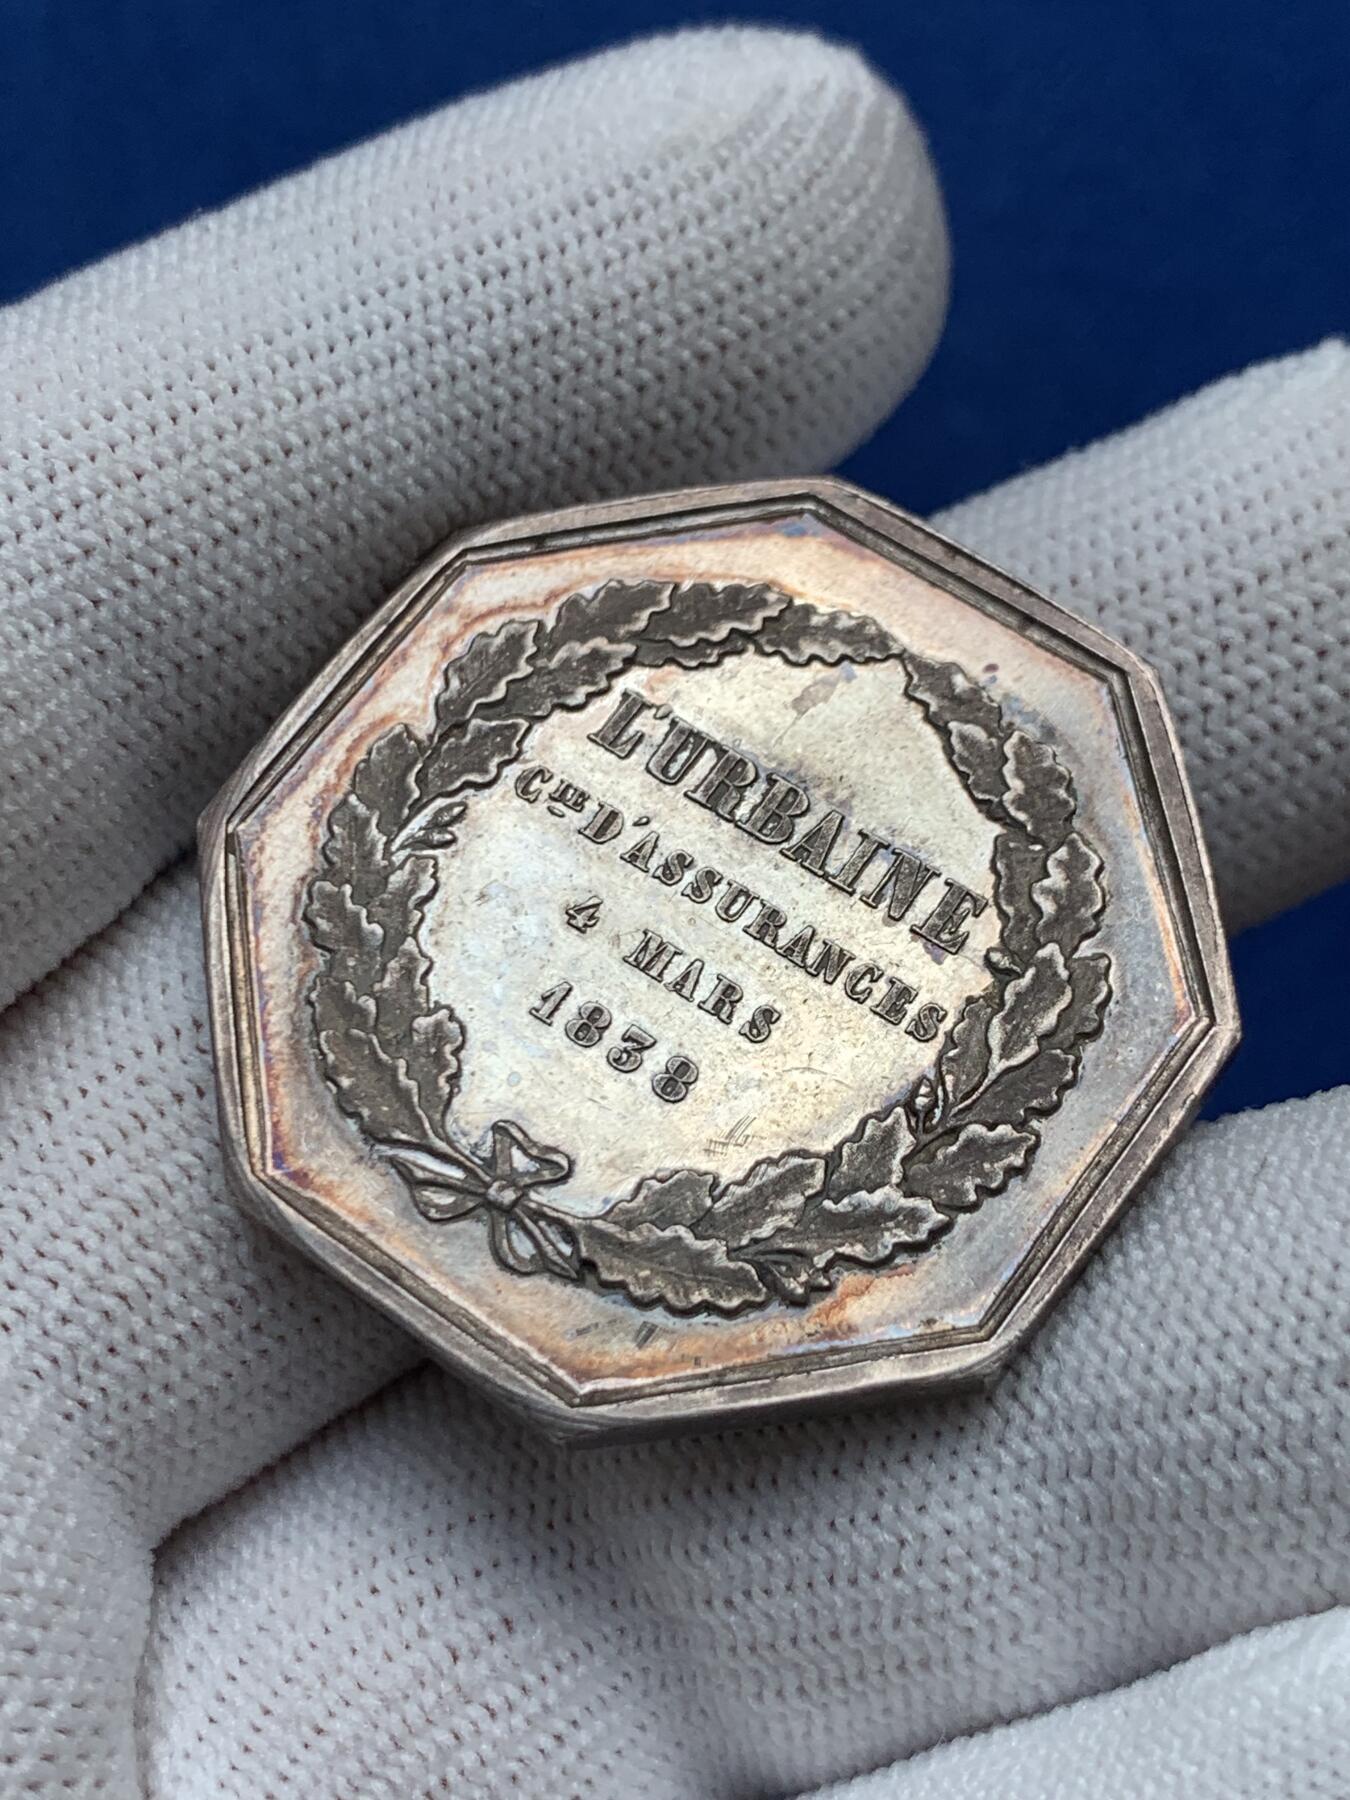 L'URBAINE
CIE D'ASSURANCES
4 MARS
1838